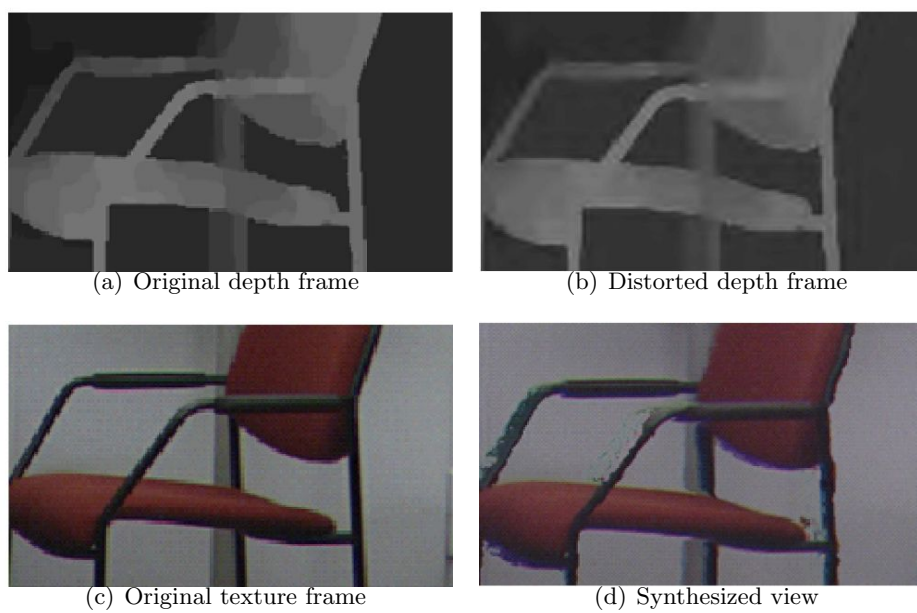 (a) Original depth frame
(b) Distorted depth frame
(c) Original texture frame
(d) Synthesized view